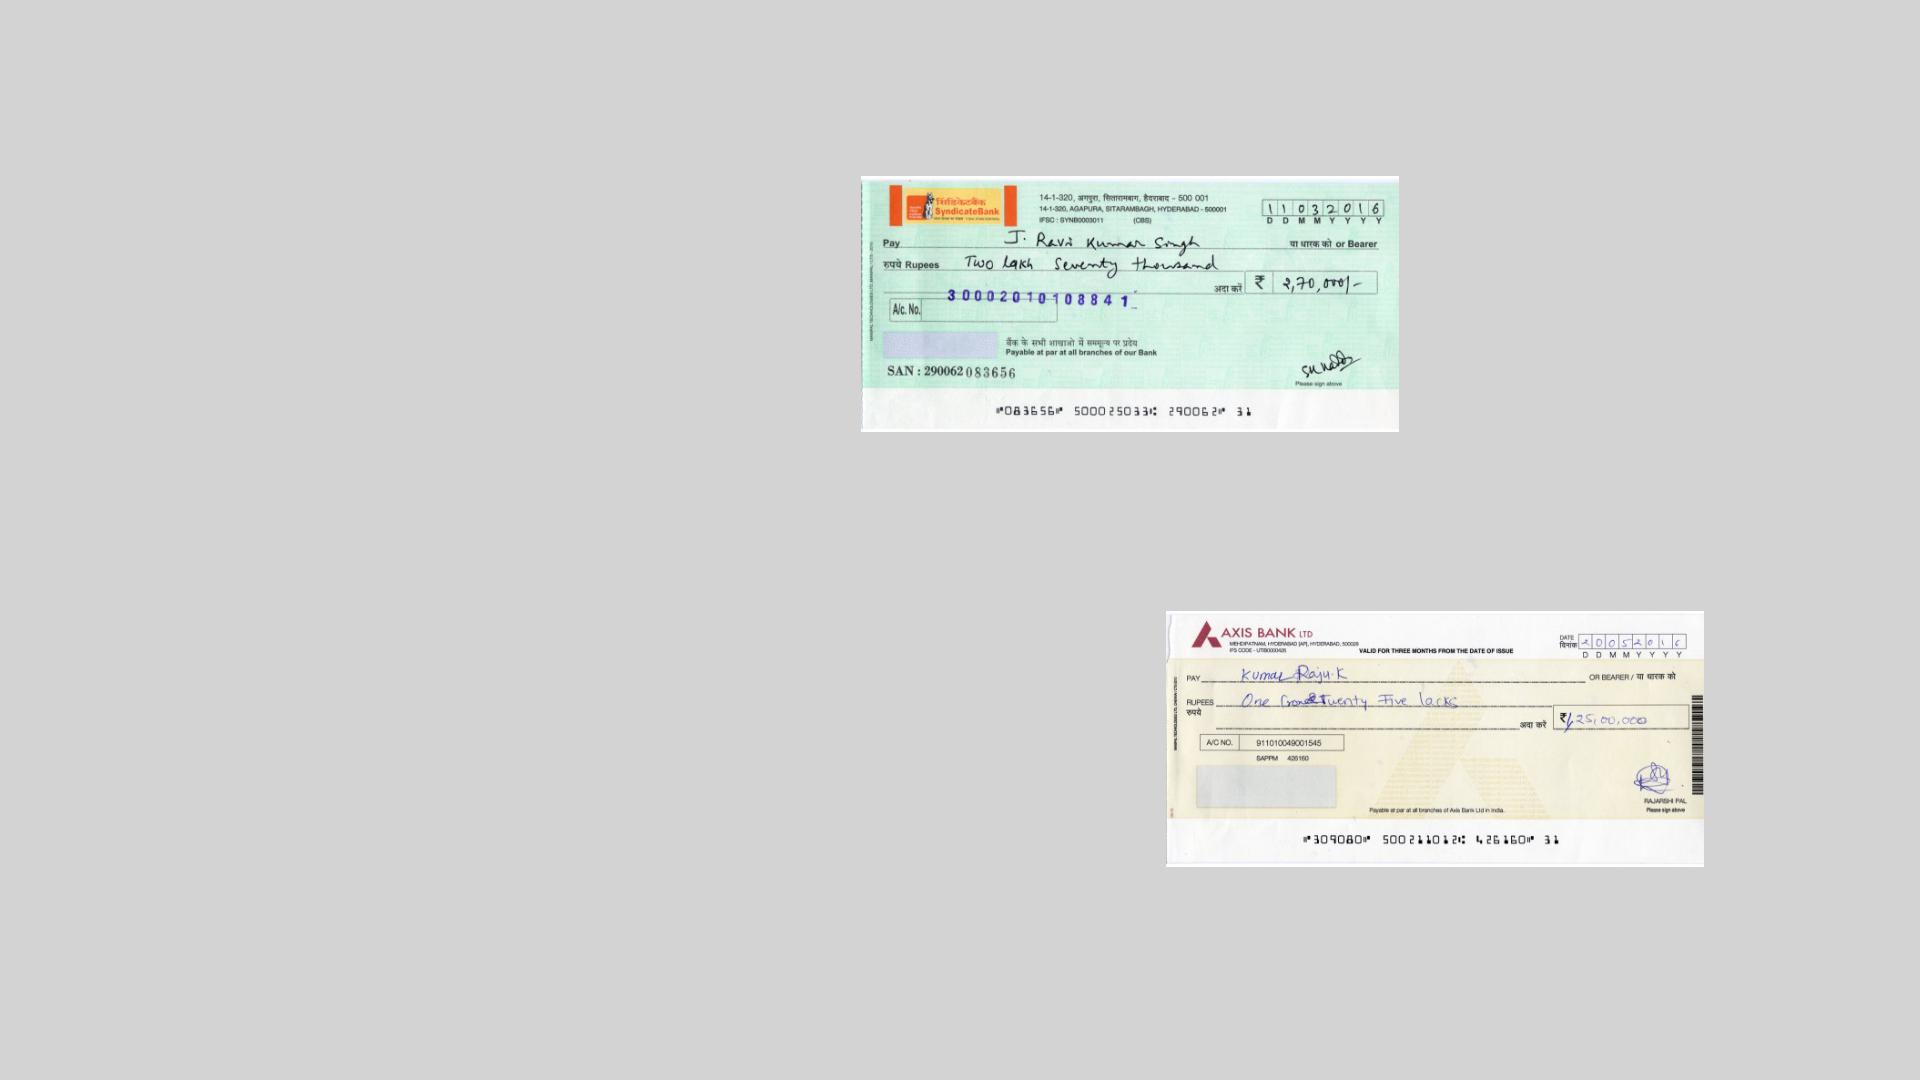 सिंडिकेटबैंक
SyndicateBank
14-1-320, अगपुरा, सितारामबाग, हैदराबाद - 500 001
14-1-320, AGAPURA, SITARAMBAGH, HYDERABAD - 500001
IFSC : SYNB0003011 (CBS)
1 1 0 3 2 0 1 6
D D M M Y Y Y Y
Pay J. Ravi Kumar Singh या धारक को or Bearer
रुपये Rupees Two lakh Seventy thousand
अदा करें ₹ 2,70,000/-
30002010108841
A/c. No.
बैंक के सभी शाखाओ में सममूल्य पर प्रदेय
Payable at par at all branches of our Bank
SAN : 290062 083656
Please sign above
⑈083656⑈ 500025033⑆ 290062⑈ 31
AXIS BANK LTD
MEHDIPATNAM, HYDERABAD [AP], HYDERABAD, 500028
IFS CODE - UTIB0000426
VALID FOR THREE MONTHS FROM THE DATE OF ISSUE
DATE
दिनांक 2 0 0 5 2 0 1 6
D D M M Y Y Y Y
PAY Kumar Raju.K OR BEARER / या धारक को
RUPEES One Twenty Five lacks
रुपये
अदा करें ₹ 1,25,00,000
A/C NO. 911010049001545
SAPPM 426160
RAJARSHI PAL
Please sign above
Payable at par at all branches of Axis Bank Ltd in India.
⑈309080⑈ 500211012⑆ 426160⑈ 31